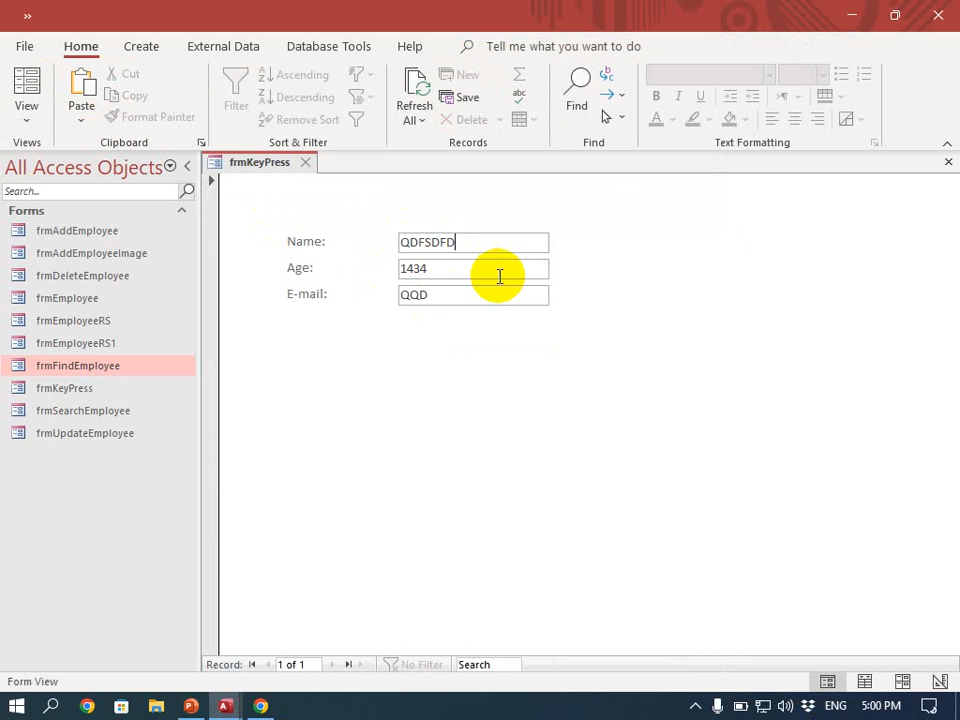 »
File Home Create External Data Database Tools Help Tell me what you want to do
View
Views
Paste
Cut
Copy
Format Painter
Clipboard
Filter
Ascending
Descending
Remove Sort
Sort & Filter
Refresh
All
New
Save
Delete
Records
Find
Find
B I U
A
Text Formatting
All Access Objects
Search...
Forms
frmAddEmployee
frmAddEmployeeImage
frmDeleteEmployee
frmEmployee
frmEmployeeRS
frmEmployeeRS1
frmFindEmployee
frmKeyPress
frmSearchEmployee
frmUpdateEmployee
frmKeyPress
Name: QDFSDFD
Age: 1434
E-mail: QQD
Record: 1 of 1 No Filter Search
Form View
ENG 5:00 PM